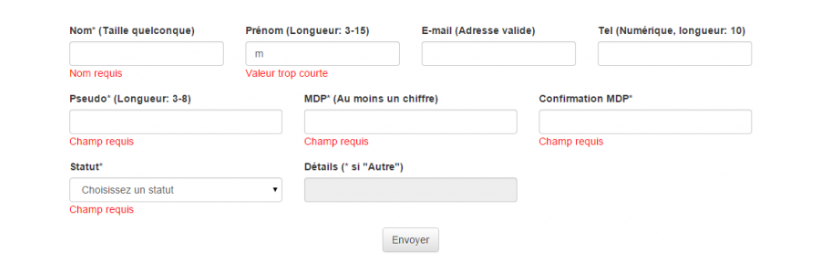 Nom* (Taille quelconque) Prénom (Longueur: 3-15) E-mail (Adresse valide) Tel (Numérique, longueur: 10)
m
Nom requis Valeur trop courte
Pseudo* (Longueur: 3-8) MDP* (Au moins un chiffre) Confirmation MDP*
Champ requis Champ requis Champ requis
Statut* Détails (* si "Autre")
Choisissez un statut
Champ requis
Envoyer